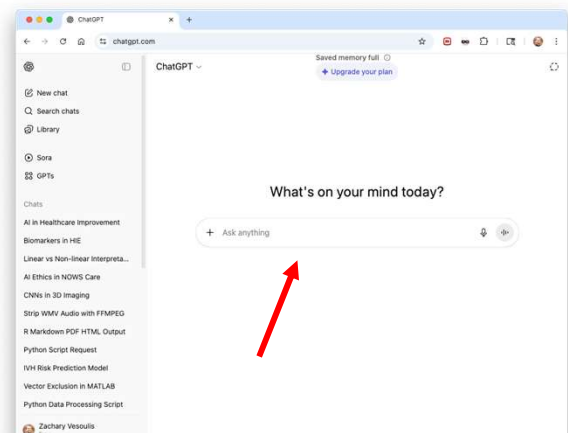 ChatGPT
chatgpt.com
ChatGPT
Saved memory full
Upgrade your plan
New chat
Search chats
Library
Sora
GPTs
Chats
AI in Healthcare Improvement
Biomarkers in HIE
Linear vs Non-linear Interpreta...
AI Ethics in NOWS Care
CNNs in 3D Imaging
Strip WMV Audio with FFMPEG
R Markdown PDF HTML Output
Python Script Request
IVH Risk Prediction Model
Vector Exclusion in MATLAB
Python Data Processing Script
Zachary Vesoulis
What's on your mind today?
Ask anything